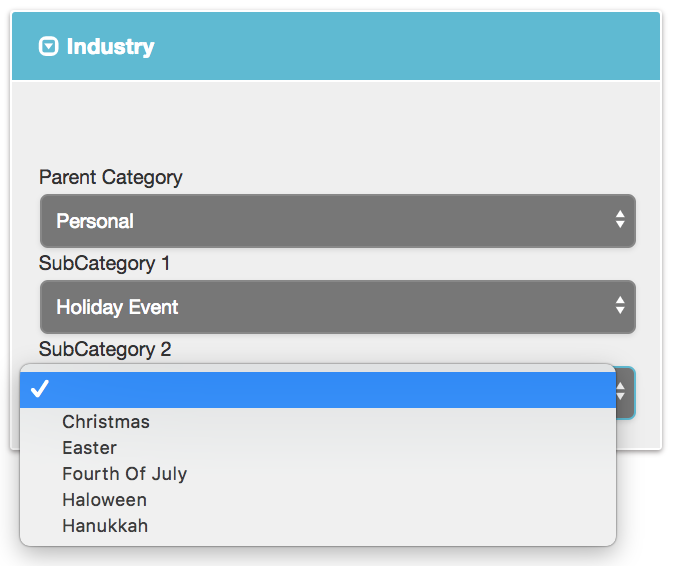 Industry
Parent Category
Personal
SubCategory 1
Holiday Event
SubCategory 2
Christmas
Easter
Fourth Of July
Haloween
Hanukkah